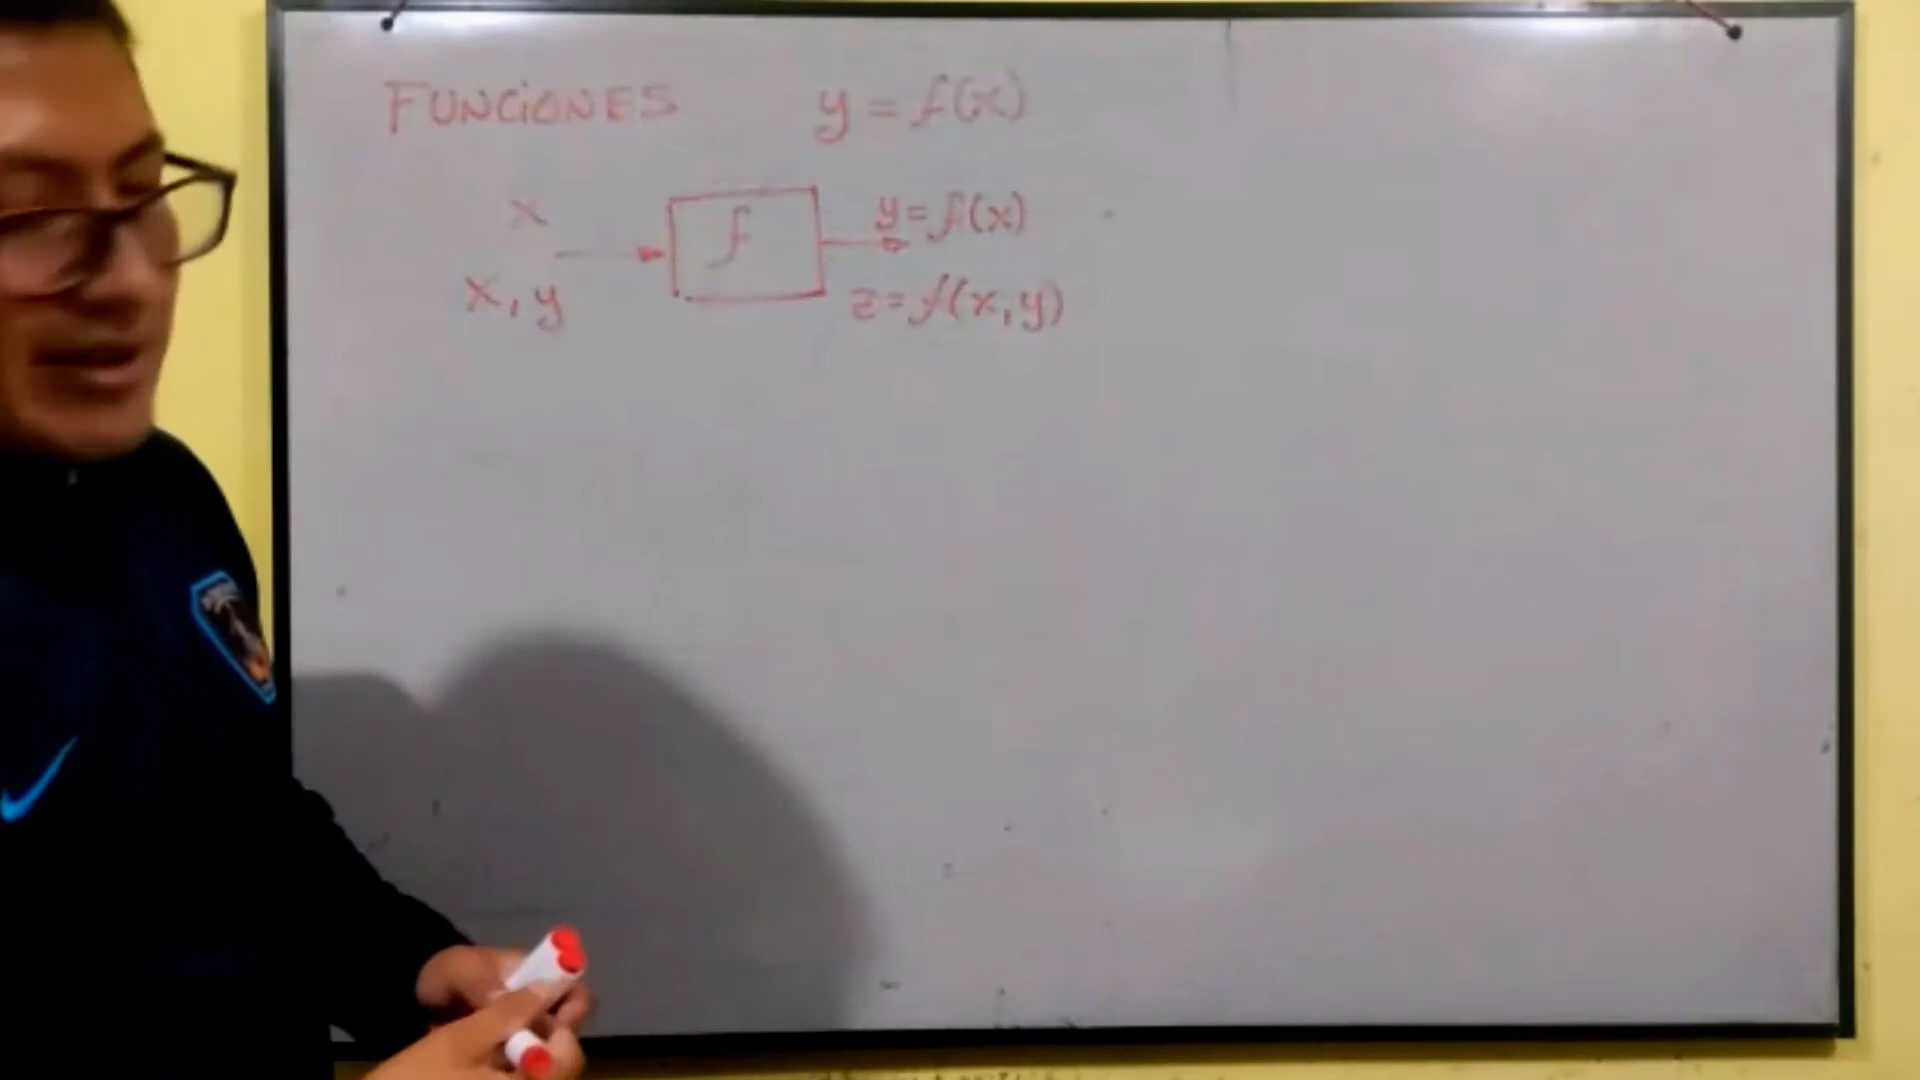 FUNCIONES y = f(x)
x f y = f(x)
x, y z = f(x, y)